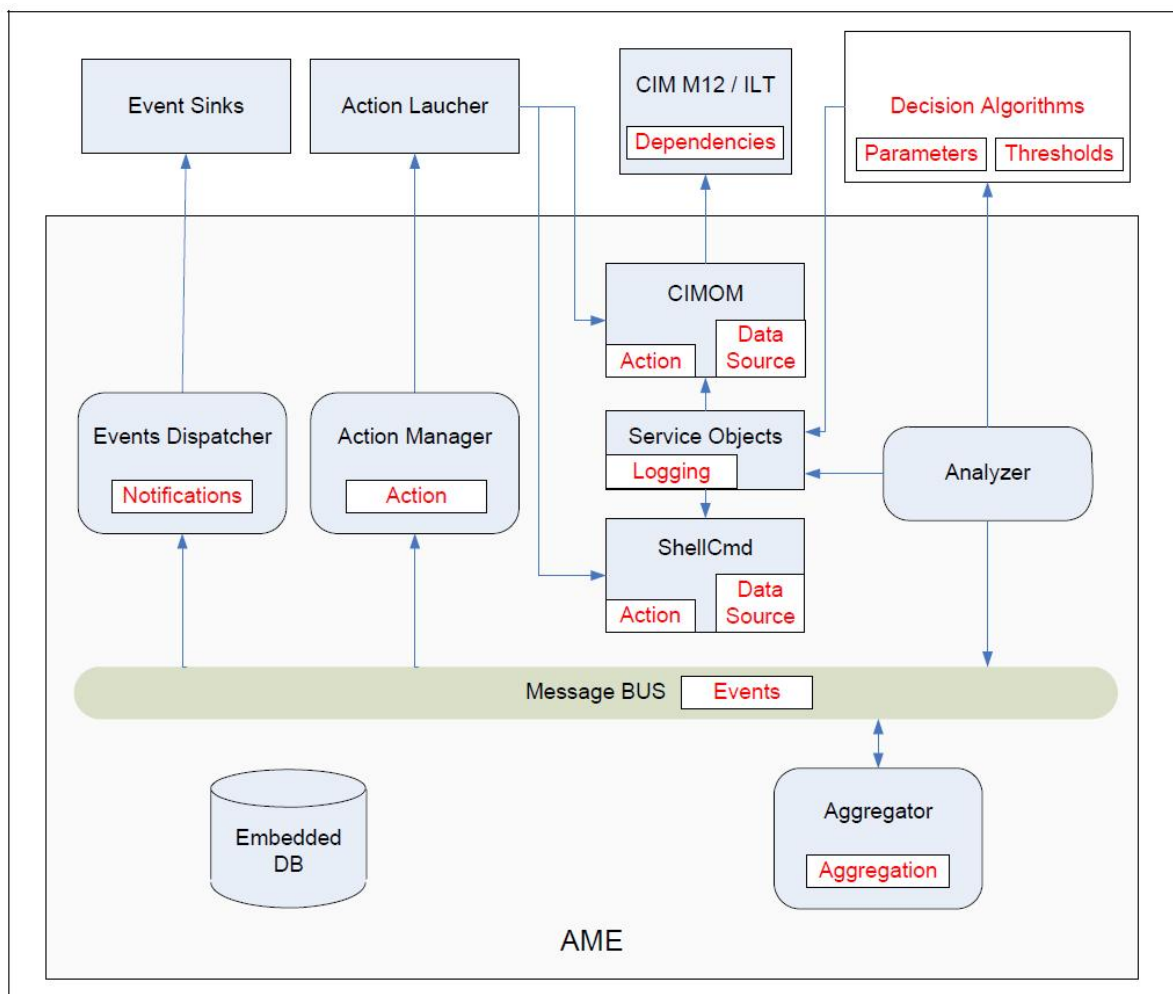 Event Sinks
Action Laucher
CIM M12 / ILT
Dependencies
Decision Algorithms
Parameters
Thresholds
CIMOM
Action
Data
Source
Events Dispatcher
Notifications
Action Manager
Action
Service Objects
Logging
Analyzer
ShellCmd
Action
Data
Source
Message BUS
Events
Embedded
DB
Aggregator
Aggregation
AME